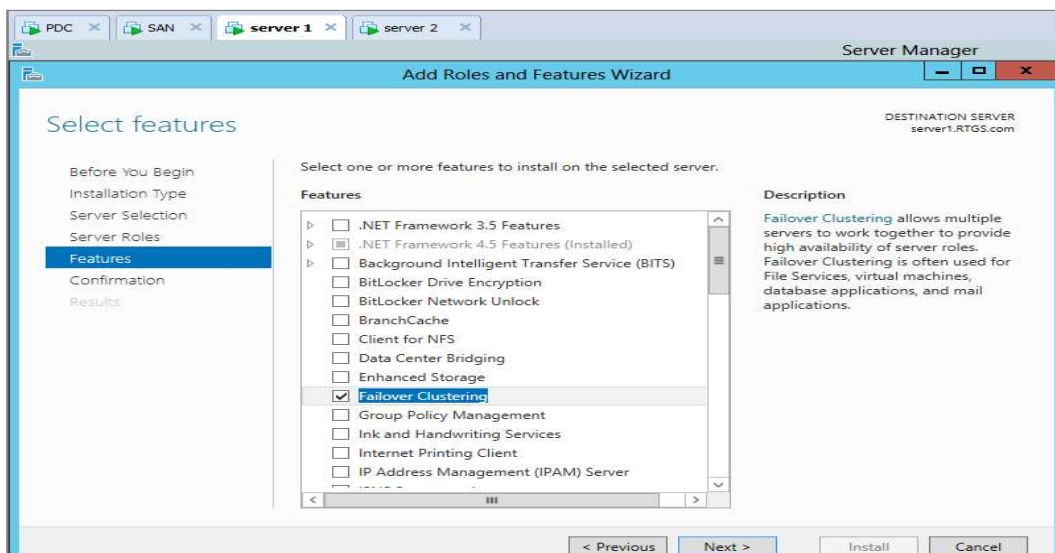 PDC
SAN
server 1
server 2
Server Manager
Add Roles and Features Wizard
Select features
DESTINATION SERVER
server1.RTGS.com
Before You Begin
Installation Type
Server Selection
Server Roles
Features
Confirmation
Results
Select one or more features to install on the selected server.
Features
.NET Framework 3.5 Features
.NET Framework 4.5 Features (Installed)
Background Intelligent Transfer Service (BITS)
BitLocker Drive Encryption
BitLocker Network Unlock
BranchCache
Client for NFS
Data Center Bridging
Enhanced Storage
Failover Clustering
Group Policy Management
Ink and Handwriting Services
Internet Printing Client
IP Address Management (IPAM) Server
Description
Failover Clustering allows multiple
servers to work together to provide
high availability of server roles.
Failover Clustering is often used for
File Services, virtual machines,
database applications, and mail
applications.
< Previous
Next >
Install
Cancel